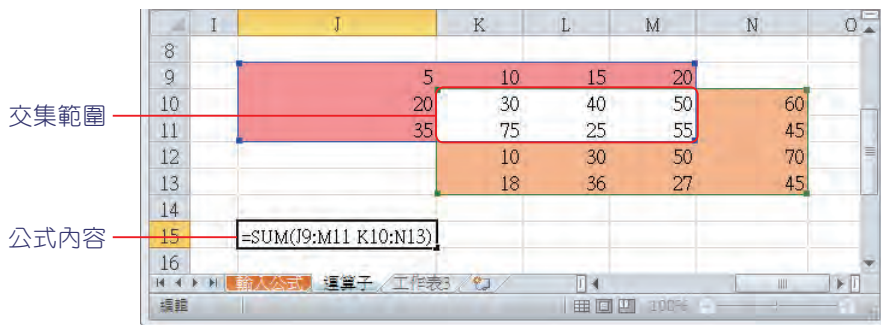 I J K L M N O
8
9 5 10 15 20
交集範圍 10 20 30 40 50 60
11 35 75 25 55 45
12 10 30 50 70
13 18 36 27 45
14
公式內容 15 =SUM(J9:M11 K10:N13)
16
輸入公式 運算子 工作表3
編輯 100%